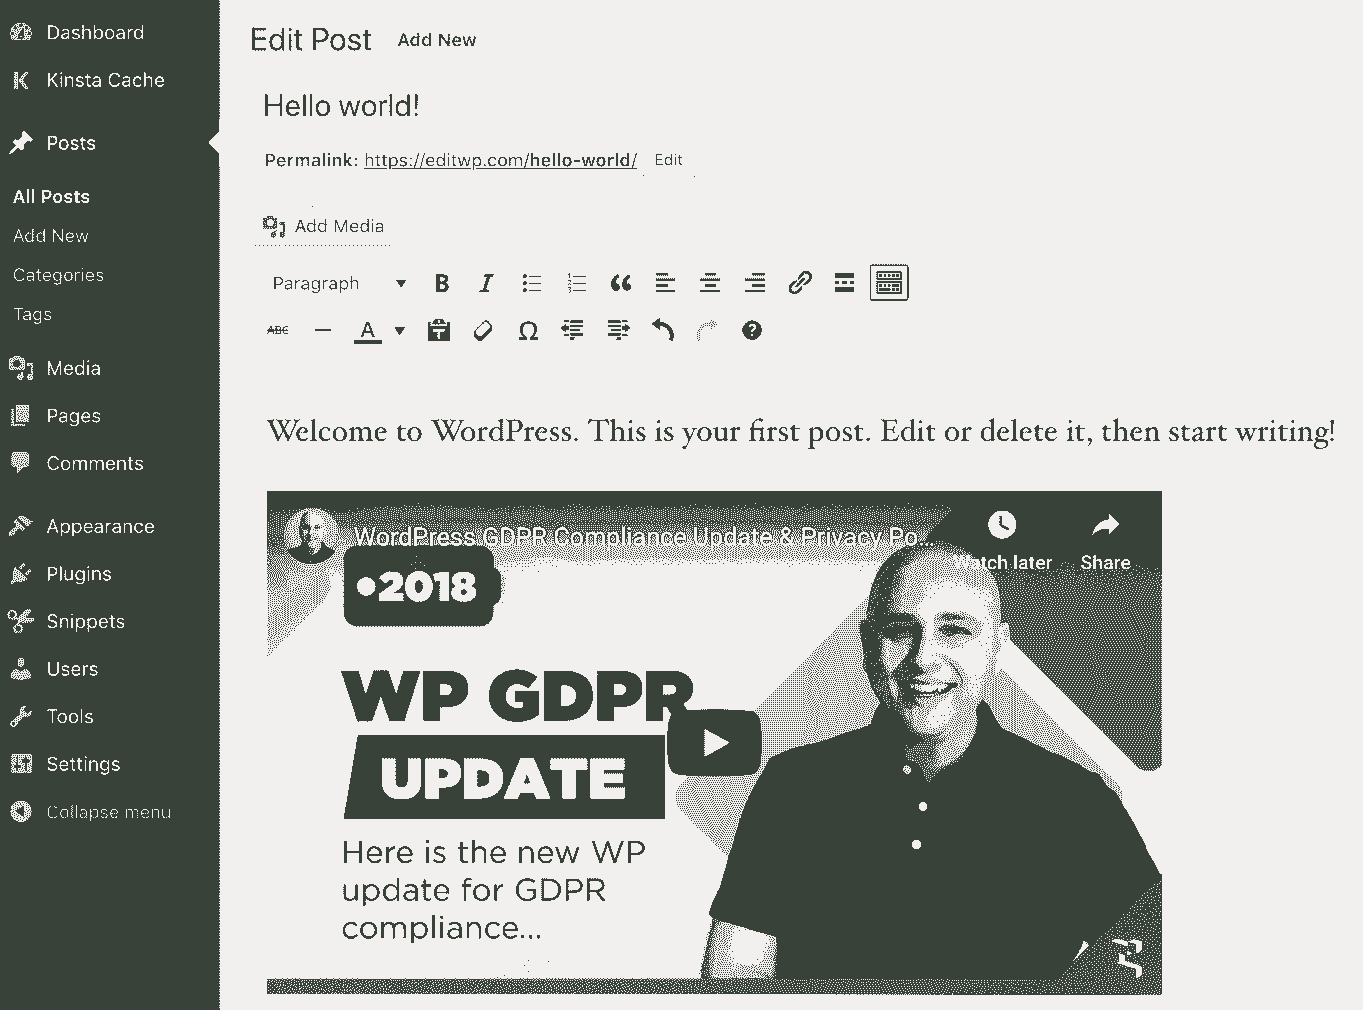 Dashboard
Kinsta Cache
Posts
All Posts
Add New
Categories
Tags
Media
Pages
Comments
Appearance
Plugins
Snippets
Users
Tools
Settings
Collapse menu
Edit Post Add New
Hello world!
Permalink: https://editwp.com/hello-world/ Edit
Add Media
Paragraph
ABC
Welcome to WordPress. This is your first post. Edit or delete it, then start writing!
WordPress GDPR Compliance Update & Privacy Po...
Watch later Share
2018
WP GDPR
UPDATE
Here is the new WP
update for GDPR
compliance...